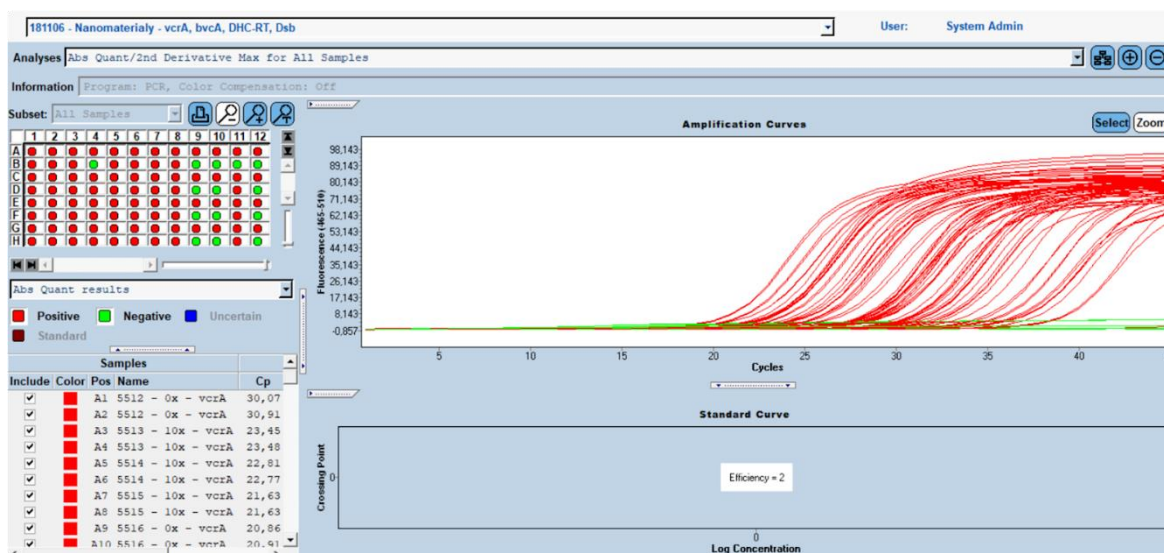 181106 - Nanomaterialy - vcrA, bvcA, DHC-RT, Dsb
User: System Admin
Analyses Abs Quant/2nd Derivative Max for All Samples
Information Program: PCR, Color Compensation: Off
Subset: All Samples
1 2 3 4 5 6 7 8 9 10 11 12
A
B
C
D
E
F
G
H
Abs Quant results
Positive Negative Uncertain
Standard
Samples
Include Color Pos Name Cp
A1 5512 - 0x - vcrA 30,07
A2 5512 - 0x - vcrA 30,91
A3 5513 - 10x - vcrA 23,45
A4 5513 - 10x - vcrA 23,48
A5 5514 - 10x - vcrA 22,81
A6 5514 - 10x - vcrA 22,77
A7 5515 - 10x - vcrA 21,63
A8 5515 - 10x - vcrA 21,63
A9 5516 - 0x - vcrA 20,86
A10 5516 - 0x - vcrA 20,91
Amplification Curves
Select Zoom
Fluorescence (465-510)
98,143
89,143
80,143
71,143
62,143
53,143
44,143
35,143
26,143
17,143
8,143
-0,857
5 10 15 20 25 30 35 40
Cycles
Standard Curve
Crossing Point
0
Efficiency = 2
0
Log Concentration